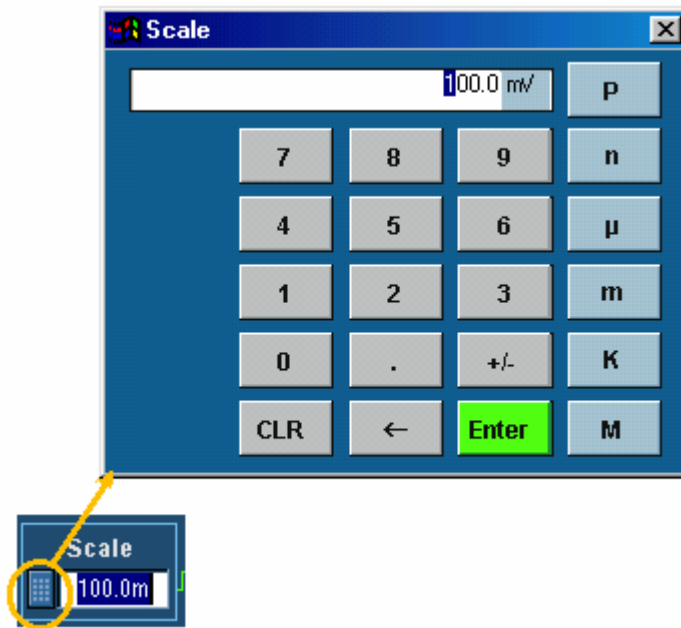 Scale
100.0 mV p
7 8 9 n
4 5 6 µ
1 2 3 m
0 . +/- K
CLR ← Enter M
Scale
100.0m